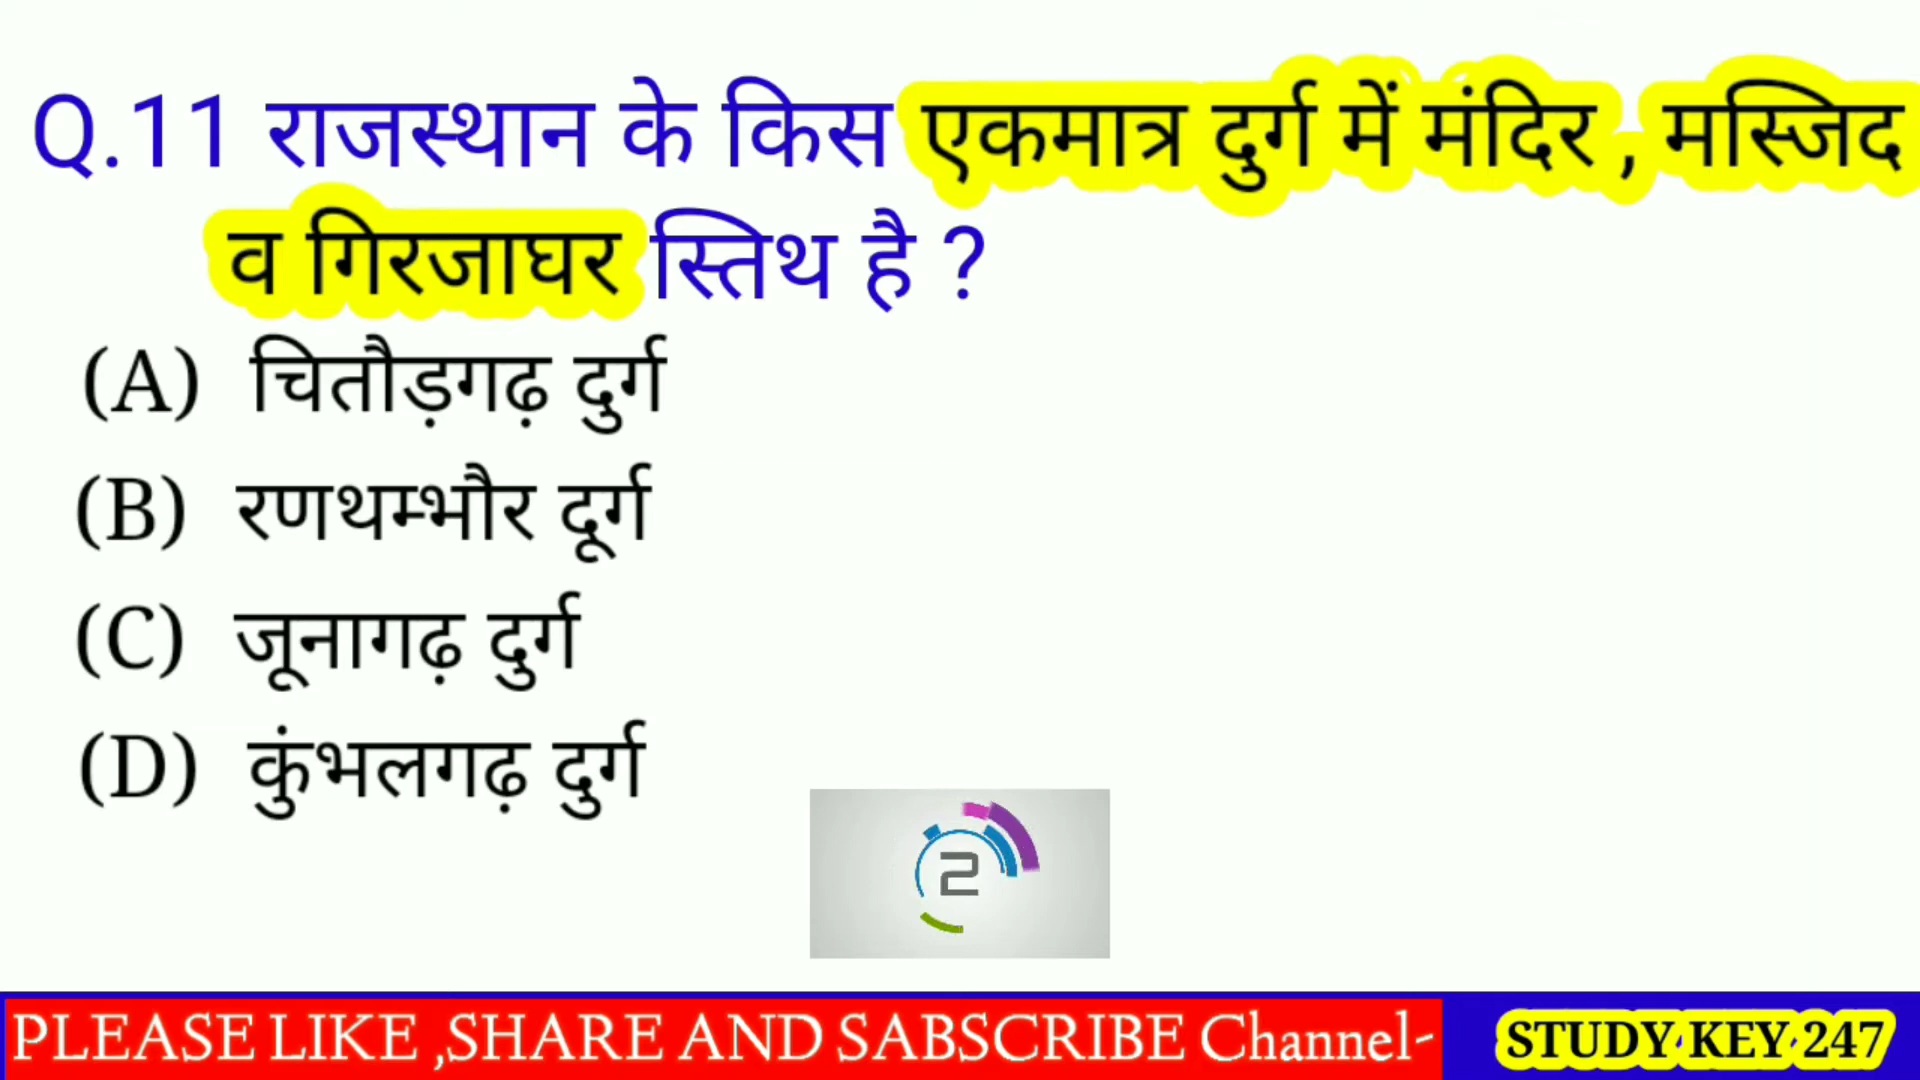 Q.11 राजस्थान के किस एकमात्र दुर्ग में मंदिर , मस्जिद
व गिरजाघर स्तिथ है ?
(A) चितौड़गढ़ दुर्ग
(B) रणथम्भौर दूर्ग
(C) जूनागढ़ दुर्ग
(D) कुंभलगढ़ दुर्ग
2
PLEASE LIKE ,SHARE AND SABSCRIBE Channel- STUDY KEY 247